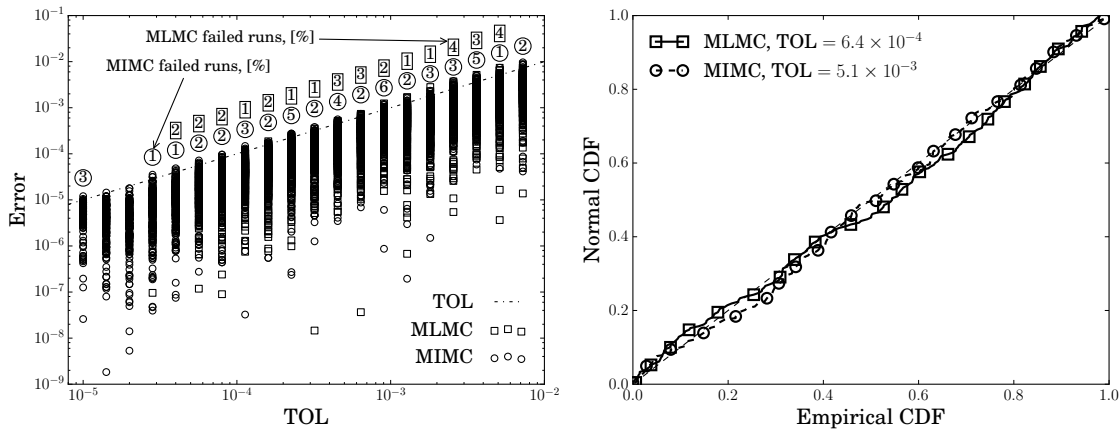 10⁻¹
10⁻²
10⁻³
10⁻⁴
10⁻⁵
10⁻⁶
10⁻⁷
10⁻⁸
10⁻⁹
Error
MLMC failed runs, [%]
MIMC failed runs, [%]
2 2 2 1 2 1 1 3 3 2 1 1 4 3 4
3 1 1 2 2 3 2 5 2 4 2 6 2 3 3 5 1 2
TOL
MLMC
MIMC
10⁻⁵ 10⁻⁴ 10⁻³ 10⁻²
TOL
1.0
0.8
0.6
0.4
0.2
0.0
Normal CDF
MLMC, TOL = 6.4 × 10⁻⁴
MIMC, TOL = 5.1 × 10⁻³
0.0 0.2 0.4 0.6 0.8 1.0
Empirical CDF